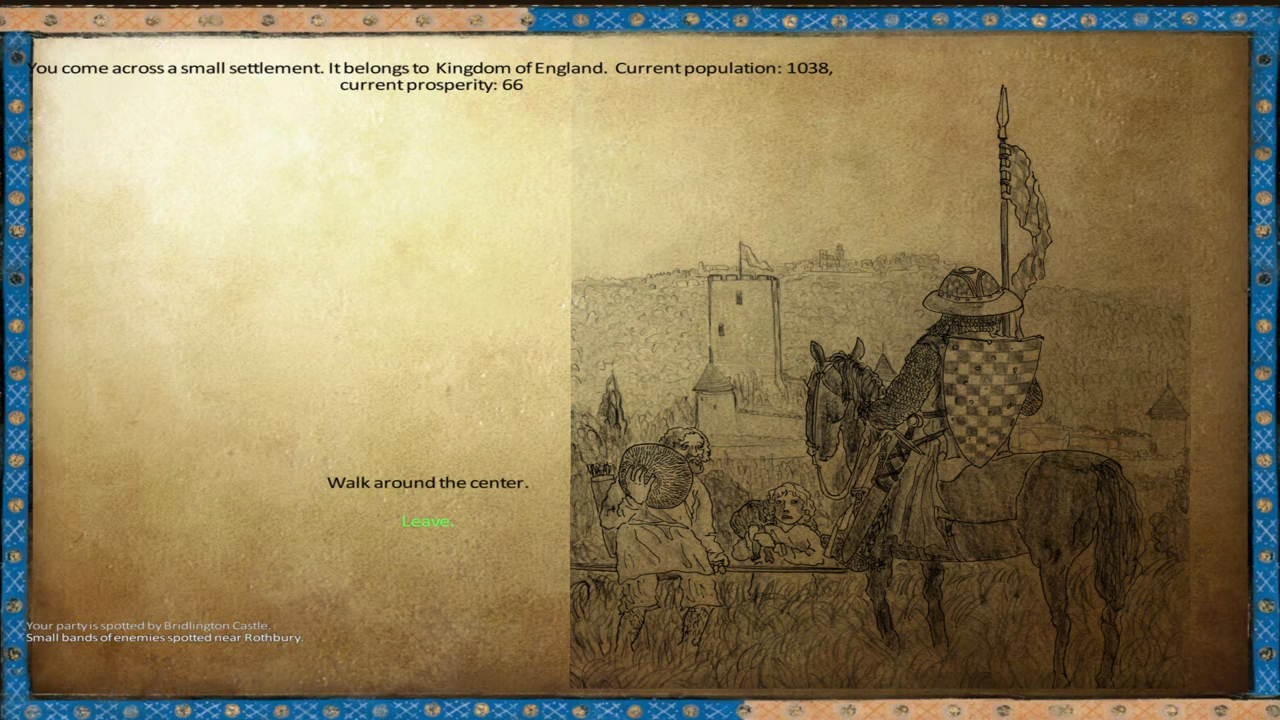 You come across a small settlement. It belongs to Kingdom of England. Current population: 1038,
current prosperity: 66
Walk around the center.
Leave.
Your party is spotted by Bridlington Castle.
Small bands of enemies spotted near Rothbury.